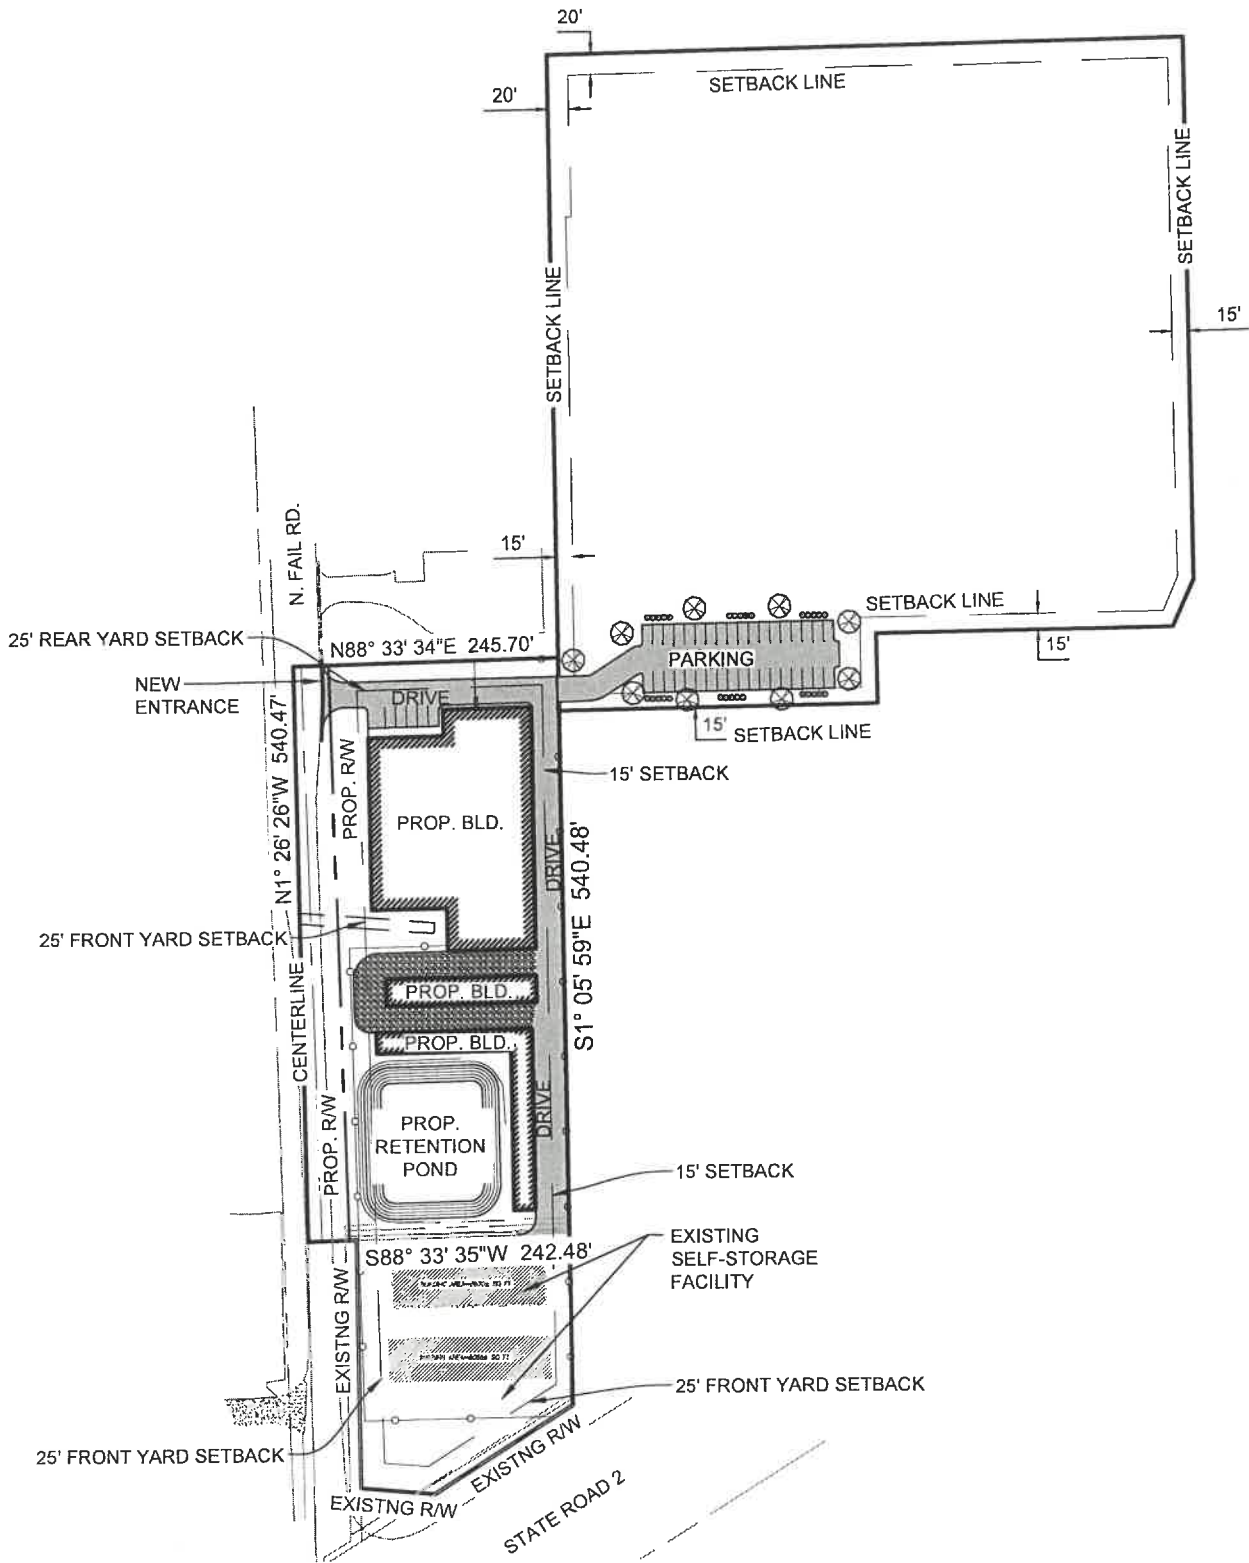 20'
SETBACK LINE
20'
SETBACK LINE
SETBACK LINE
15'
N. FAIL RD.
15'
SETBACK LINE
15'
25' REAR YARD SETBACK
N88° 33' 34"E 245.70'
PARKING
NEW
ENTRANCE
DRIVE
15'
SETBACK LINE
N1° 26' 26"W 540.47'
PROP. R/W
15' SETBACK
PROP. BLD.
DRIVE
S1° 05' 59"E 540.48'
25' FRONT YARD SETBACK
CENTERLINE
PROP. BLD.
PROP. BLD.
PROP. R/W
DRIVE
PROP.
RETENTION
POND
15' SETBACK
S88° 33' 35"W 242.48'
EXISTING
SELF-STORAGE
FACILITY
EXISTNG R/W
25' FRONT YARD SETBACK
25' FRONT YARD SETBACK
EXISTNG R/W
EXISTNG R/W
STATE ROAD 2